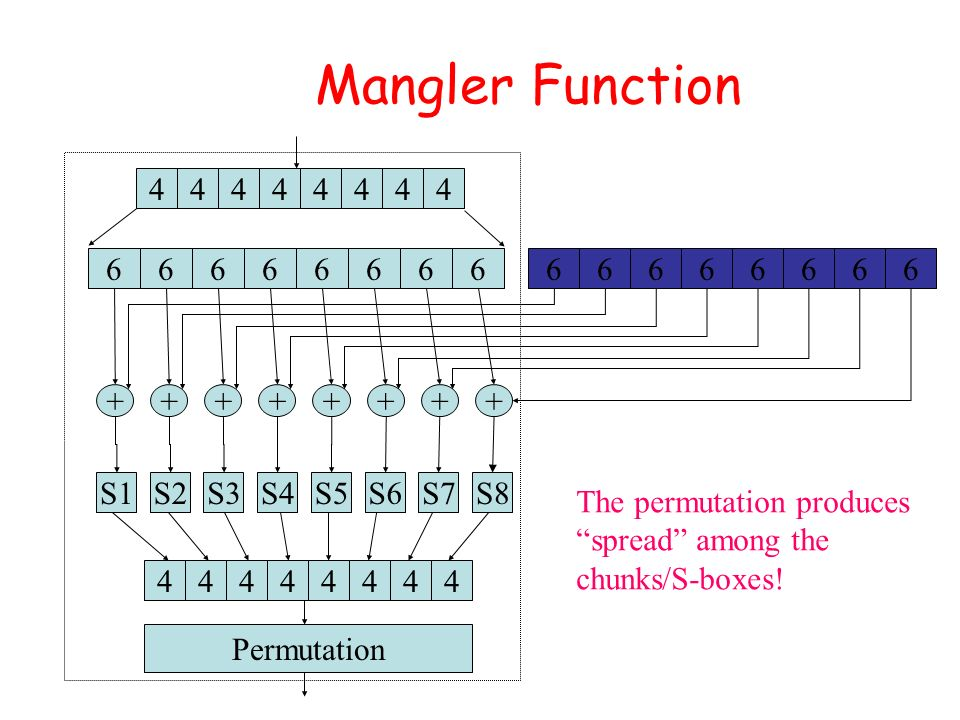 Mangler Function
4 4 4 4 4 4 4 4
6 6 6 6 6 6 6 6 6 6 6 6 6 6 6 6
+ + + + + + + +
S1 S2 S3 S4 S5 S6 S7 S8
The permutation produces
“spread” among the
chunks/S-boxes!
4 4 4 4 4 4 4 4
Permutation